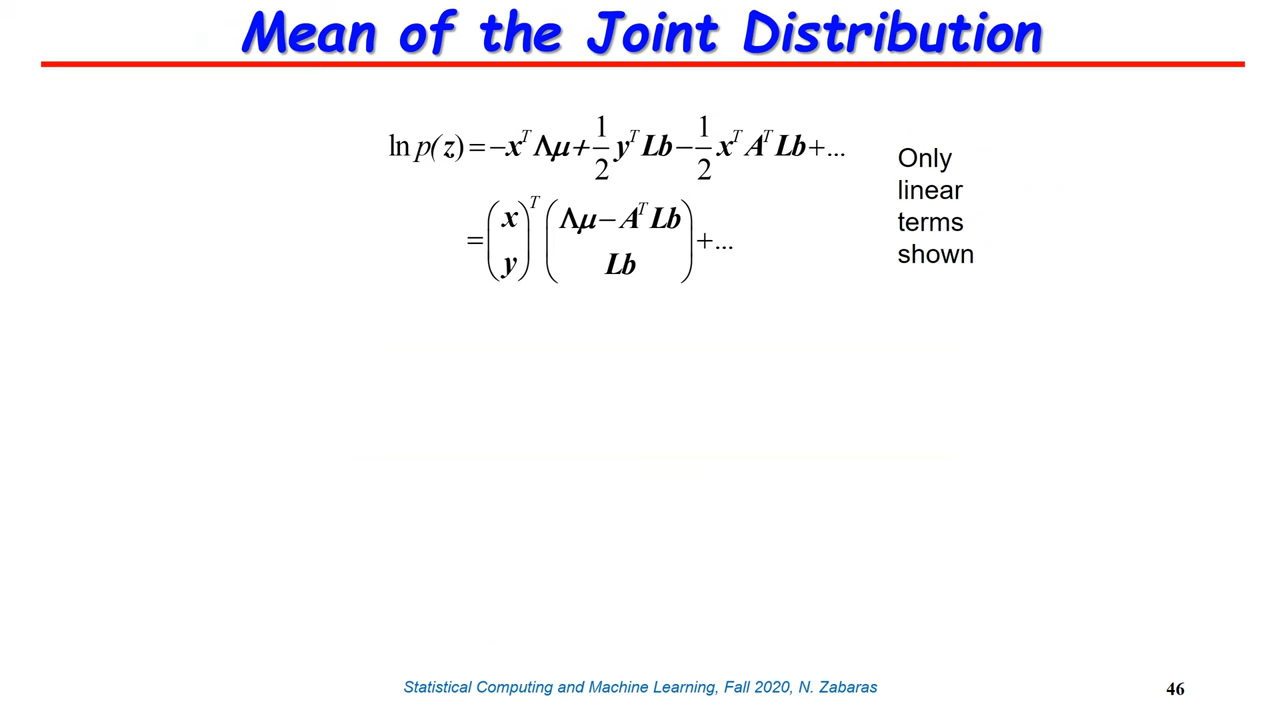 Mean of the Joint Distribution
ln p(z) = −x^T Λμ + 1/2 y^T Lb − 1/2 x^T A^T Lb + ...
= (x y)^T (Λμ − A^T Lb Lb) + ...
Only
linear
terms
shown
Statistical Computing and Machine Learning, Fall 2020, N. Zabaras
46